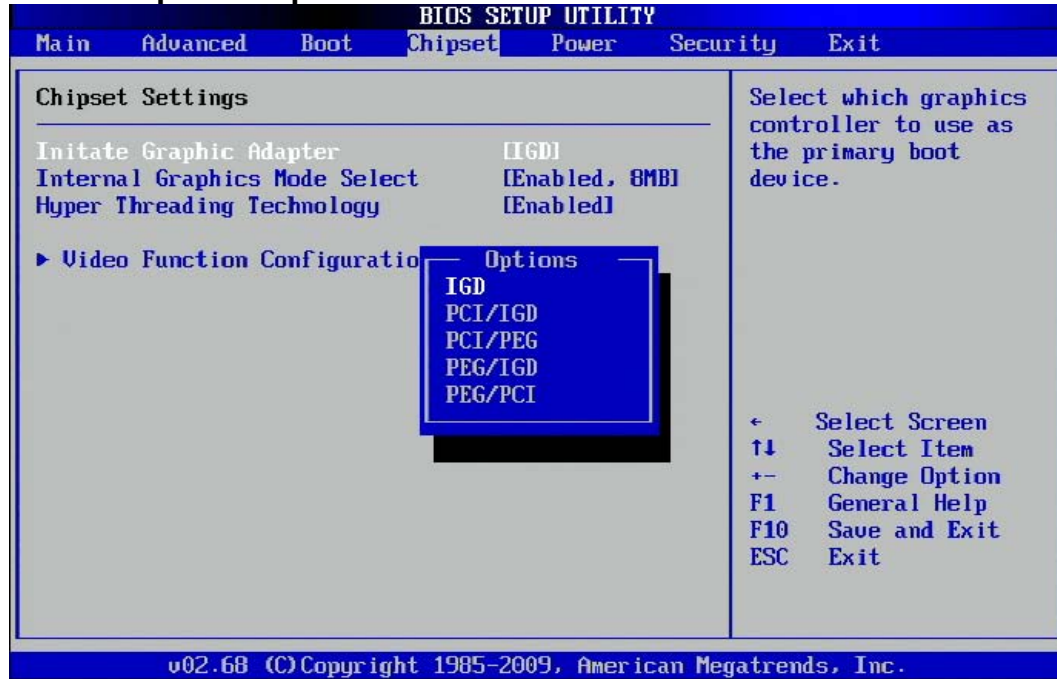 BIOS SETUP UTILITY
Main Advanced Boot Chipset Power Security Exit
Chipset Settings
Initate Graphic Adapter [IGD]
Internal Graphics Mode Select [Enabled, 8MB]
Hyper Threading Technology [Enabled]
▶ Video Function Configuratio
Options
IGD
PCI/IGD
PCI/PEG
PEG/IGD
PEG/PCI
Select which graphics
controller to use as
the primary boot
device.
← Select Screen
↑↓ Select Item
+- Change Option
F1 General Help
F10 Save and Exit
ESC Exit
v02.68 (C)Copyright 1985-2009, American Megatrends, Inc.